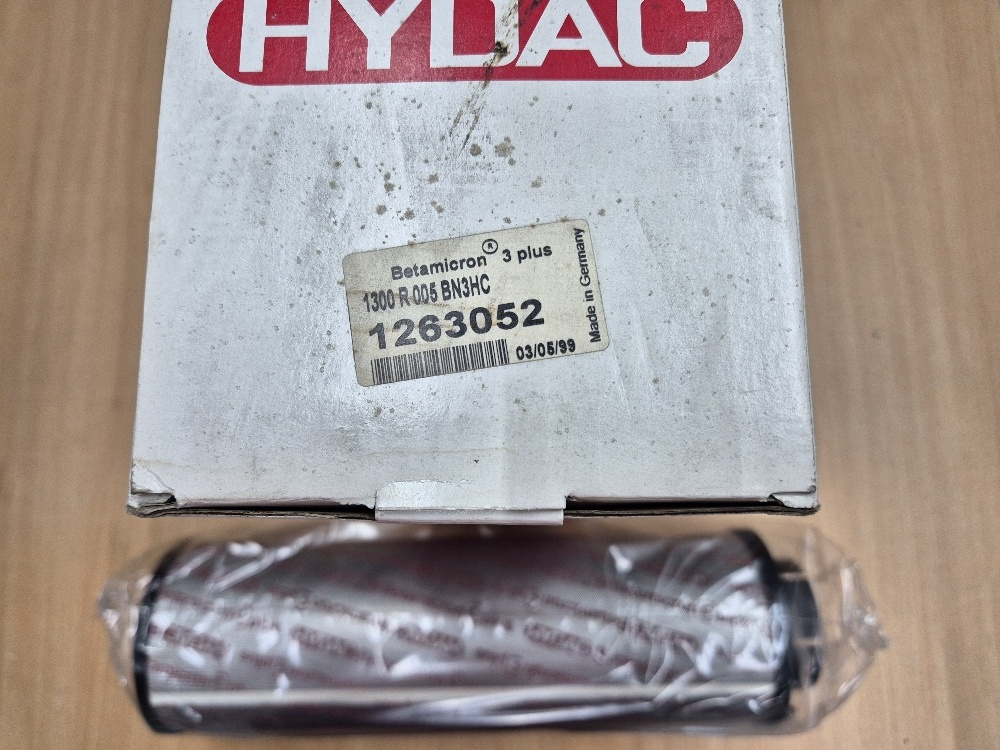 HYDAC
Betamicron® 3 plus
1300 R 005 BN3HC
1263052
03/05/99
Made in Germany